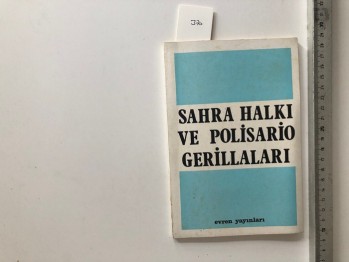 SAHRA HALKI
VE POLİSARİO
GERİLLALARI
evren yayınları